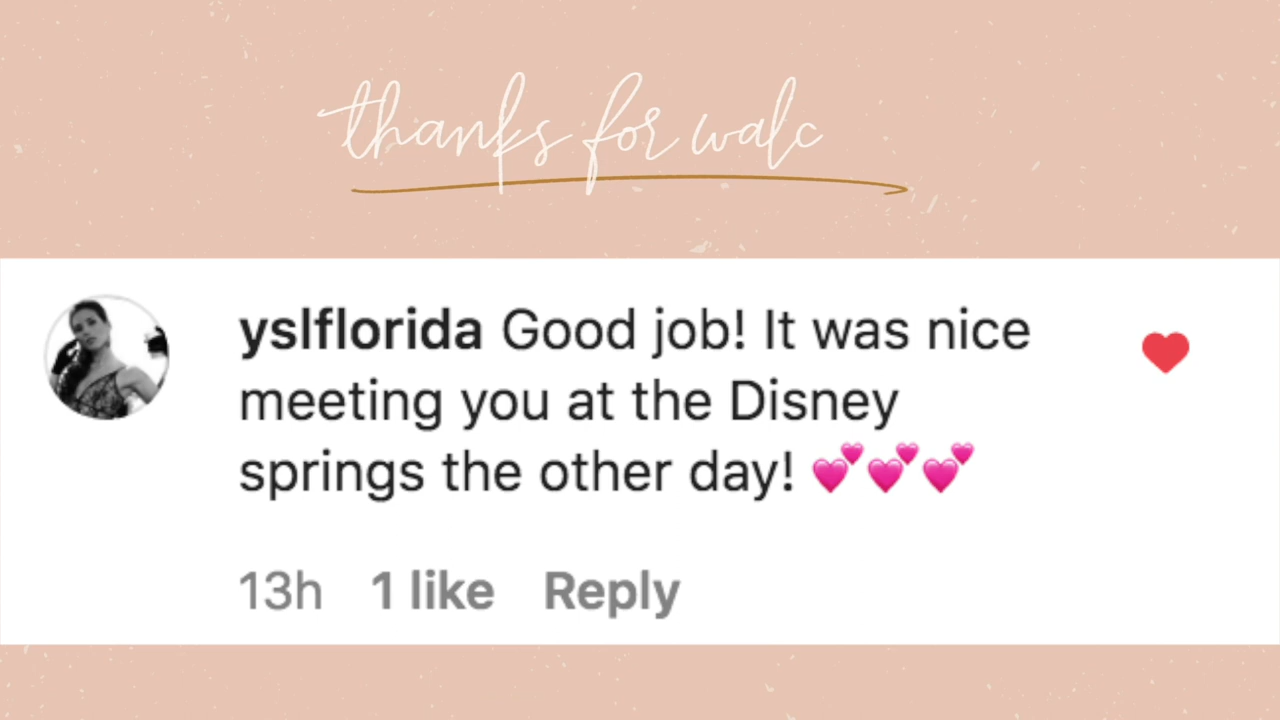 thanks for walc
yslflorida Good job! It was nice
meeting you at the Disney
springs the other day! 💕💕💕
13h 1 like Reply